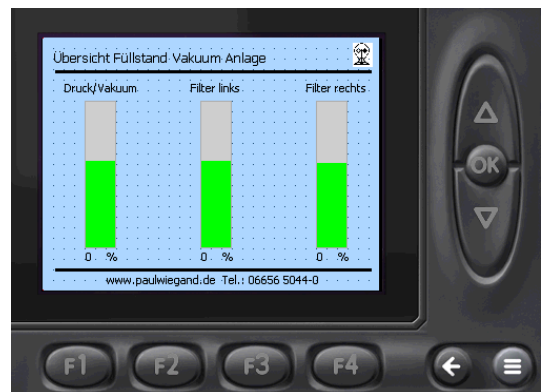 Übersicht Füllstand Vakuum Anlage
Druck/Vakuum Filter links Filter rechts
0 % 0 % 0 %
www.paulwiegand.de Tel.: 06656 5044-0
OK
F1 F2 F3 F4